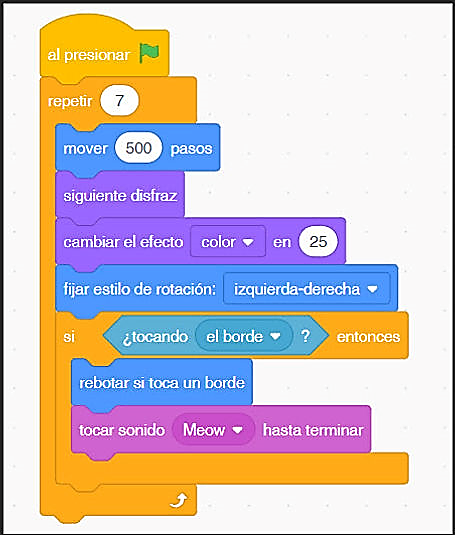 al presionar
repetir 7
mover 500 pasos
siguiente disfraz
cambiar el efecto color en 25
fijar estilo de rotación: izquierda-derecha
si ¿tocando el borde ? entonces
rebotar si toca un borde
tocar sonido Meow hasta terminar